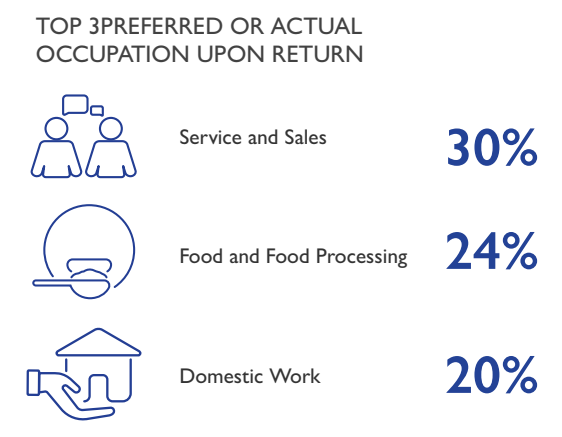 TOP 3PREFERRED OR ACTUAL
OCCUPATION UPON RETURN
Service and Sales 30%
Food and Food Processing 24%
Domestic Work 20%